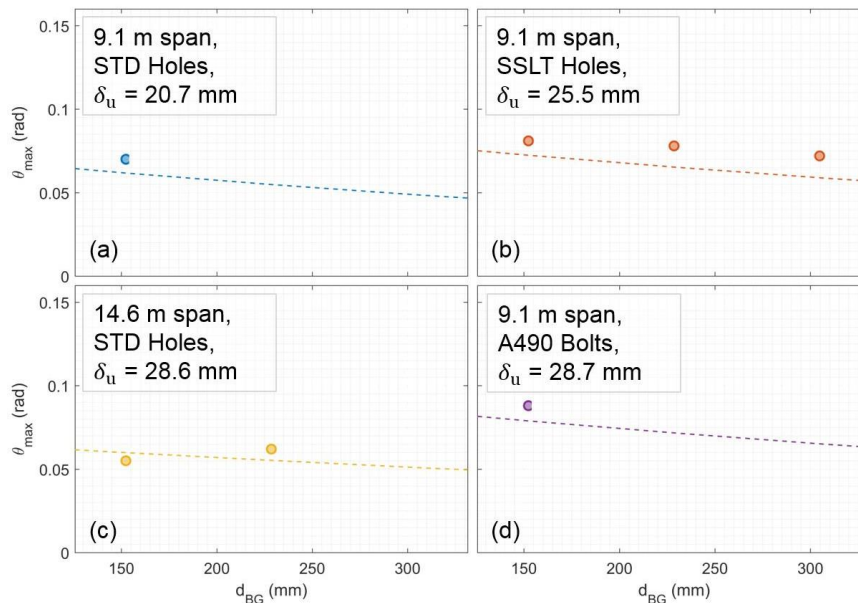 0.15
0.1
0.05
0
θmax (rad)
9.1 m span,
STD Holes,
δu = 20.7 mm
(a)
9.1 m span,
SSLT Holes,
δu = 25.5 mm
(b)
0.15
0.1
0.05
0
θmax (rad)
14.6 m span,
STD Holes,
δu = 28.6 mm
(c)
9.1 m span,
A490 Bolts,
δu = 28.7 mm
(d)
150 200 250 300
dBG (mm)
150 200 250 300
dBG (mm)